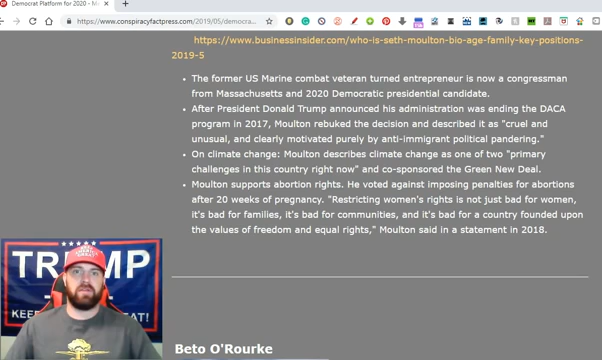 Democrat Platform for 2020 - M
https://www.conspiracyfactpress.com/2019/05/democra...
https://www.businessinsider.com/who-is-seth-moulton-bio-age-family-key-positions-
2019-5
• The former US Marine combat veteran turned entrepreneur is now a congressman
from Massachusetts and 2020 Democratic presidential candidate.
• After President Donald Trump announced his administration was ending the DACA
program in 2017, Moulton rebuked the decision and described it as "cruel and
unusual, and clearly motivated purely by anti-immigrant political pandering."
• On climate change: Moulton describes climate change as one of two "primary
challenges in this country right now" and co-sponsored the Green New Deal.
• Moulton supports abortion rights. He voted against imposing penalties for abortions
after 20 weeks of pregnancy. "Restricting women's rights is not just bad for women,
it's bad for families, it's bad for communities, and it's bad for a country founded upon
the values of freedom and equal rights," Moulton said in a statement in 2018.
TRUMP
KEE AT!
Beto O'Rourke